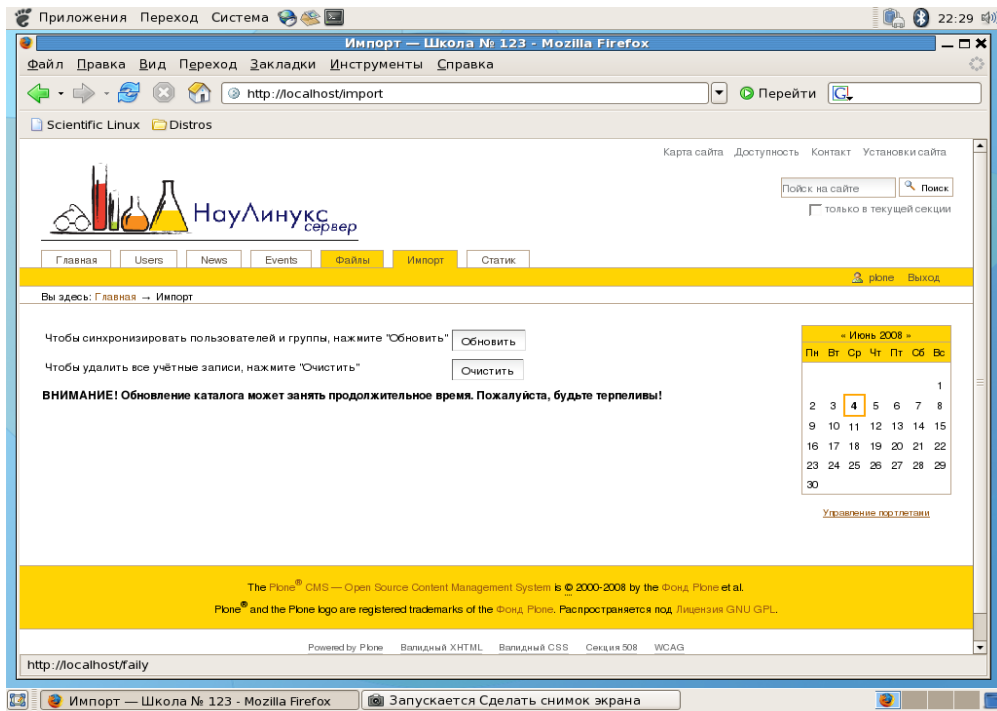 Приложения Переход Система 22:29
Импорт — Школа № 123 - Mozilla Firefox
Файл Правка Вид Переход Закладки Инструменты Справка
http://localhost/import Перейти G
Scientific Linux Distros
Карта сайта Доступность Контакт Установки сайта
Поиск на сайте Поиск
только в текущей секции
НауЛинукс
сервер
Главная Users News Events Файлы Импорт Статик
plone Выход
Вы здесь: Главная → Импорт
Чтобы синхронизировать пользователей и группы, нажмите "Обновить" Обновить
Чтобы удалить все учётные записи, нажмите "Очистить" Очистить
ВНИМАНИЕ! Обновление каталога может занять продолжительное время. Пожалуйста, будьте терпеливы!
« Июнь 2008 »
Пн Вт Ср Чт Пт Сб Вс
1
2 3 4 5 6 7 8
9 10 11 12 13 14 15
16 17 18 19 20 21 22
23 24 25 26 27 28 29
30
Управление портлетами
The Plone® CMS — Open Source Content Management System is © 2000-2008 by the Фонд Plone et al.
Plone® and the Plone logo are registered trademarks of the Фонд Plone. Распространяется под Лицензия GNU GPL.
Powered by Plone Валидный XHTML Валидный CSS Секция 508 WCAG
http://localhost/faily
Импорт — Школа № 123 - Mozilla Firefox Запускается Сделать снимок экрана